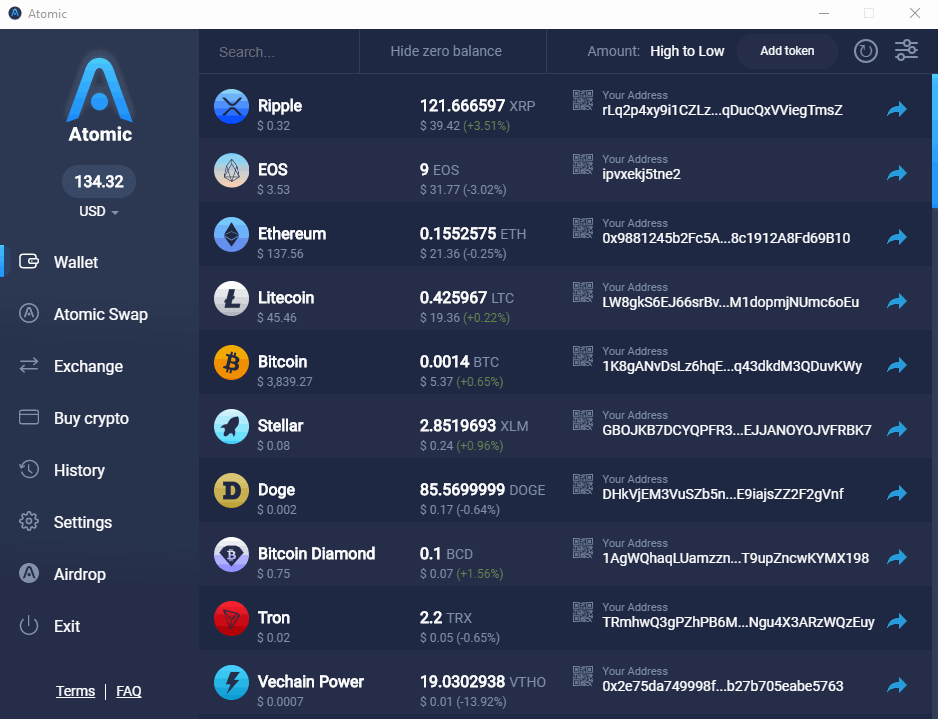 Atomic
Search...
Hide zero balance
Amount: High to Low
Add token
Atomic
134.32
USD
Wallet
Atomic Swap
Exchange
Buy crypto
History
Settings
Airdrop
Exit
Terms | FAQ
Ripple
$ 0.32
121.666597 XRP
$ 39.42 (+3.51%)
Your Address
rLq2p4xy9i1CZLz...qDucQxVViegTmsZ
EOS
$ 3.53
9 EOS
$ 31.77 (-3.02%)
Your Address
ipvxekj5tne2
Ethereum
$ 137.56
0.1552575 ETH
$ 21.36 (-0.25%)
Your Address
0x9881245b2Fc5A...8c1912A8Fd69B10
Litecoin
$ 45.46
0.425967 LTC
$ 19.36 (+0.22%)
Your Address
LW8gkS6EJ66srBv...M1dopmjNUmc6oEu
Bitcoin
$ 3,839.27
0.0014 BTC
$ 5.37 (+0.65%)
Your Address
1K8gANvDsLz6hqE...q43dkdM3QDuvKWy
Stellar
$ 0.08
2.8519693 XLM
$ 0.24 (+0.96%)
Your Address
GBOJKB7DCYQPFR3...EJJANOYOJVFRBK7
Doge
$ 0.002
85.5699999 DOGE
$ 0.17 (-0.64%)
Your Address
DHkVjEM3VuSZb5n...E9iajsZZ2F2gVnf
Bitcoin Diamond
$ 0.75
0.1 BCD
$ 0.07 (+1.56%)
Your Address
1AgWQhaqLUamzzn...T9upZncwKYMX198
Tron
$ 0.02
2.2 TRX
$ 0.05 (-0.65%)
Your Address
TRmhwQ3gPZhPB6M...Ngu4X3ARzWQzEuy
Vechain Power
$ 0.0007
19.0302938 VTHO
$ 0.01 (-13.92%)
Your Address
0x2e75da749998f...b27b705eabe5763